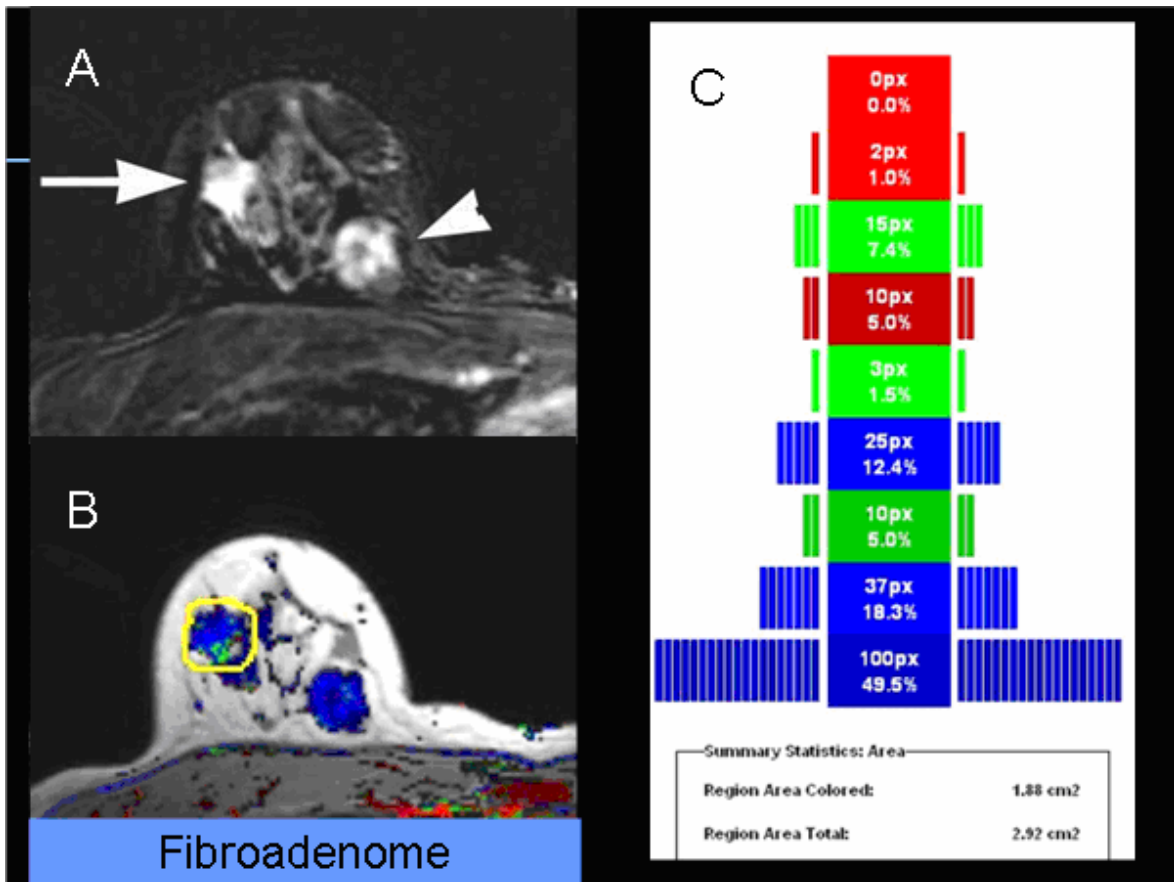 A
B
Fibroadenome
C
0px
0.0%
2px
1.0%
15px
7.4%
10px
5.0%
3px
1.5%
25px
12.4%
10px
5.0%
37px
18.3%
100px
49.5%
Summary Statistics: Area
Region Area Colored: 1.88 cm2
Region Area Total: 2.92 cm2